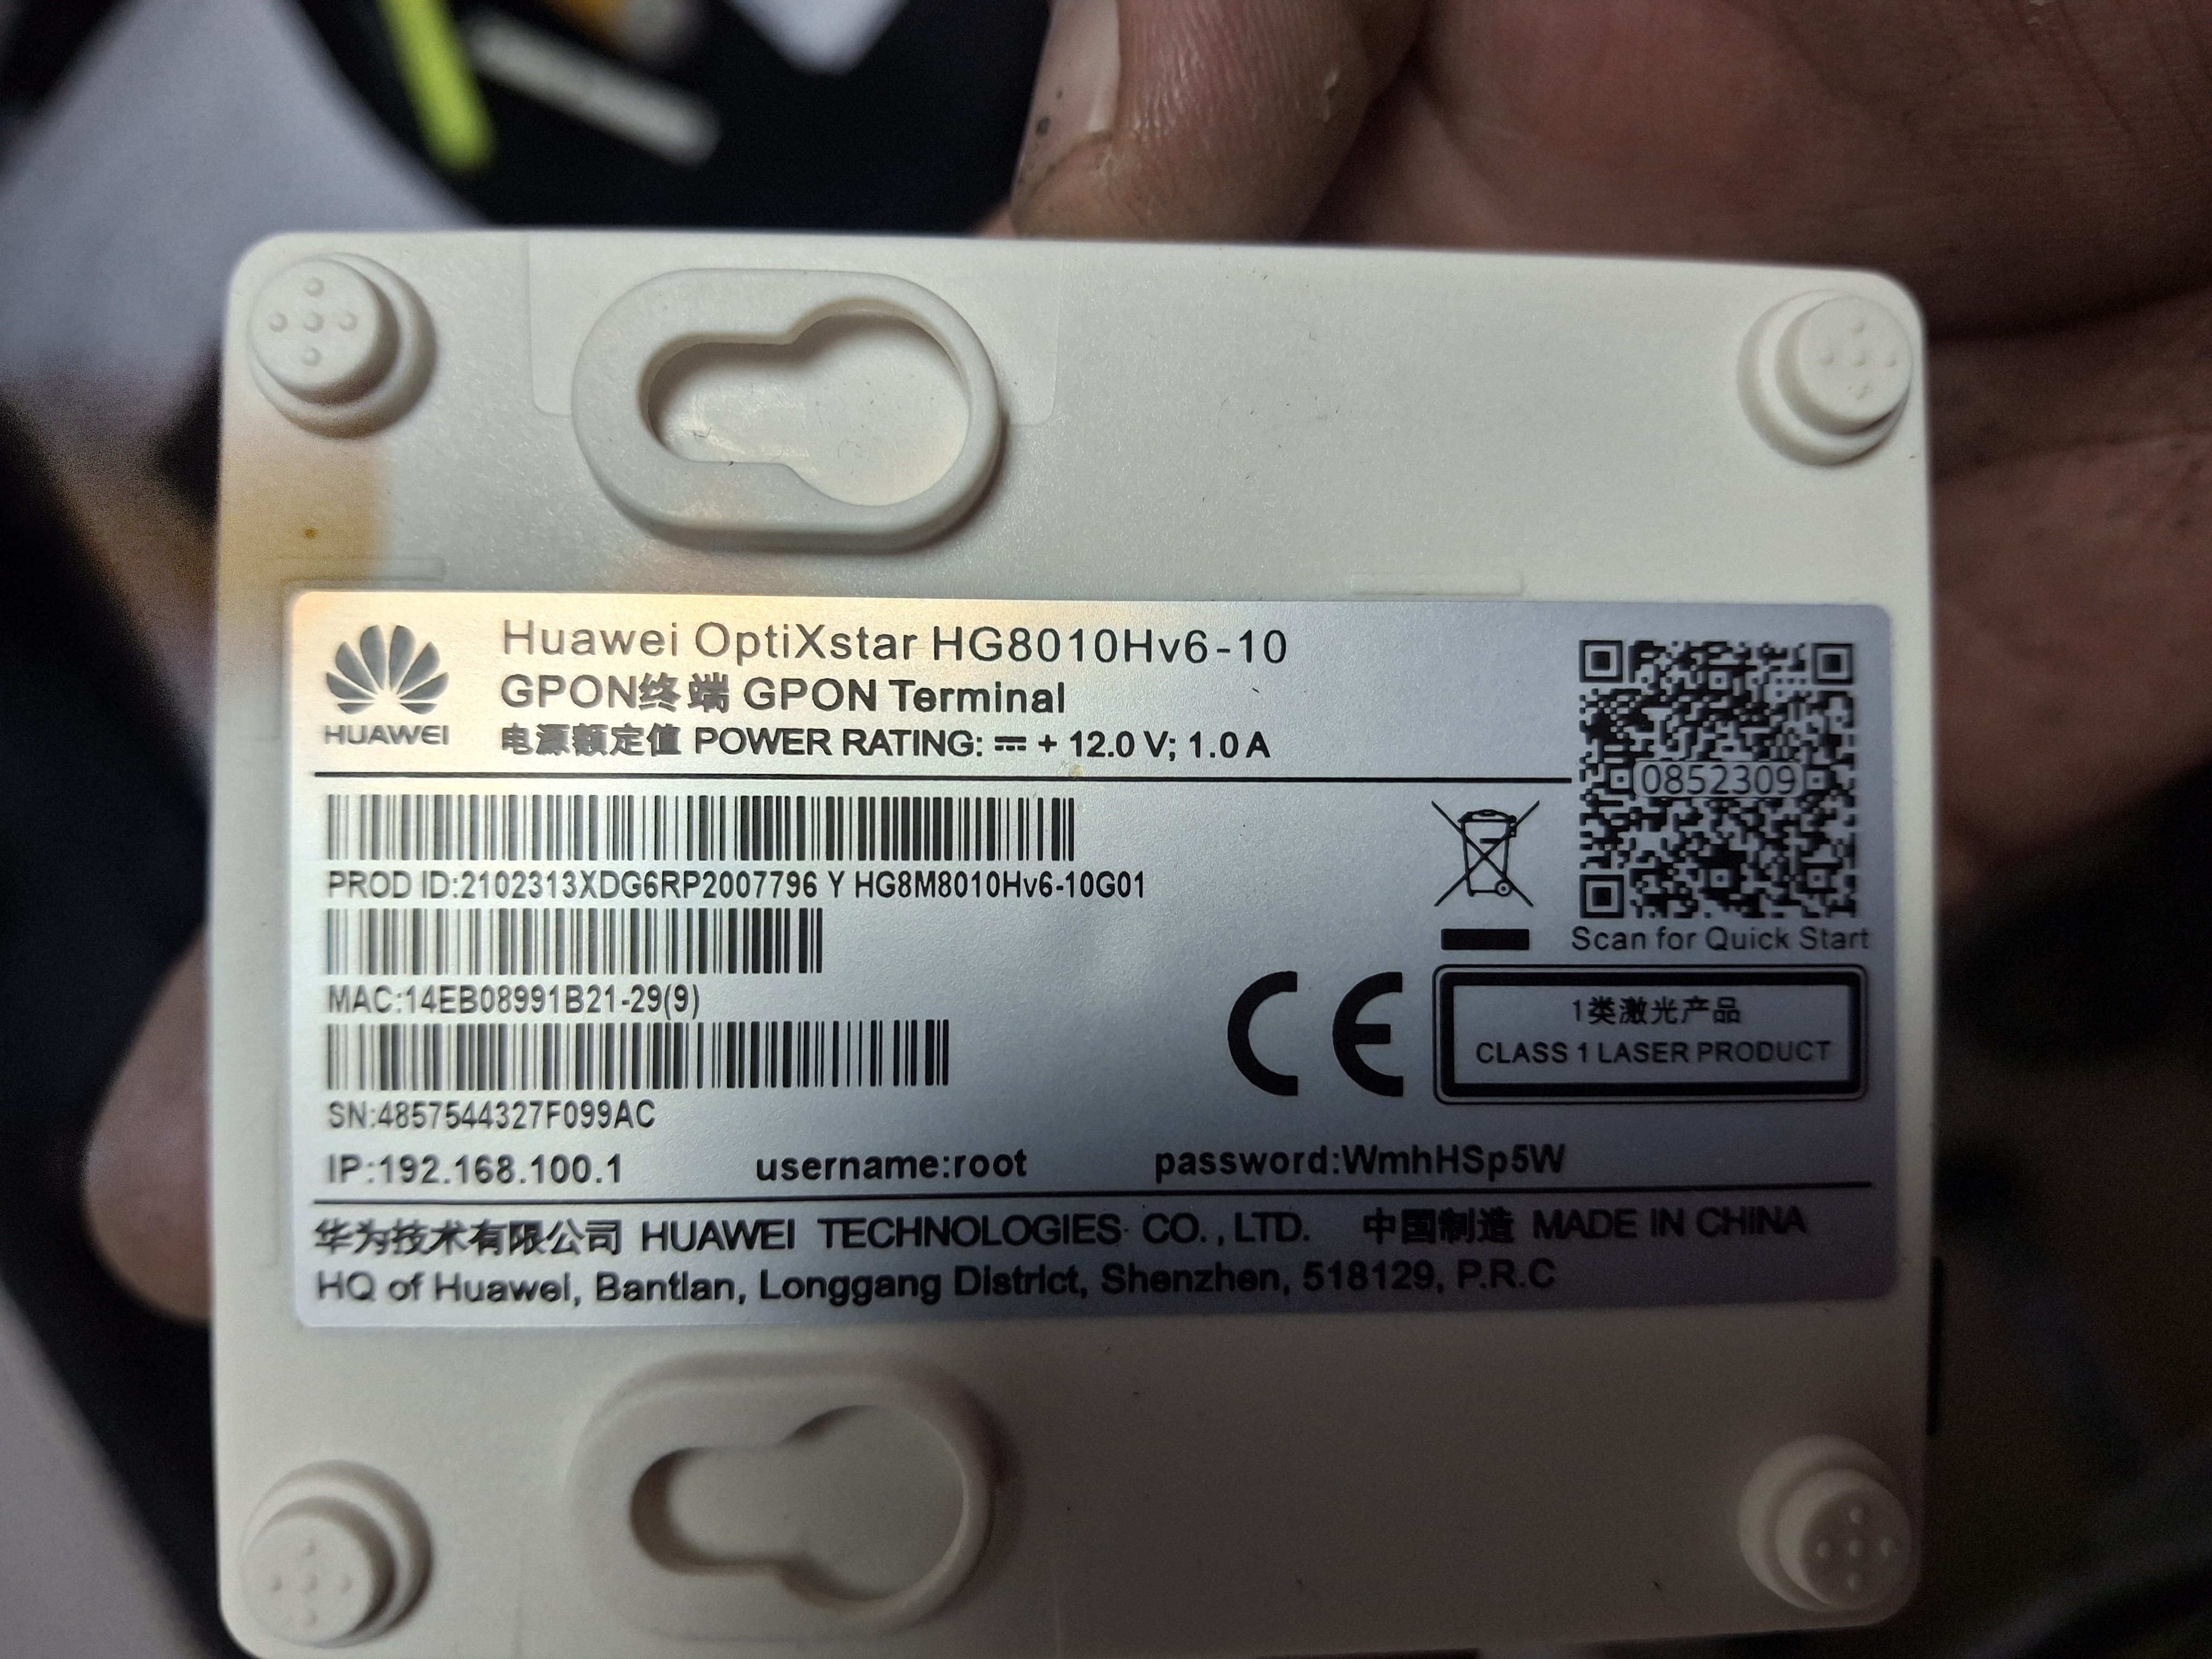 Huawei OptiXstar HG8010Hv6-10
GPON终端 GPON Terminal
HUAWEI
电源额定值 POWER RATING: ⎓ + 12.0 V; 1.0 A
0852309
PROD ID:2102313XDG6RP2007796 Y HG8M8010Hv6-10G01
Scan for Quick Start
MAC:14EB08991B21-29(9)
CE
1类激光产品
CLASS 1 LASER PRODUCT
SN:4857544327F099AC
IP:192.168.100.1 username:root password:WmhHSp5W
华为技术有限公司 HUAWEI TECHNOLOGIES CO., LTD. 中国制造 MADE IN CHINA
HQ of Huawei, Bantian, Longgang District, Shenzhen, 518129, P.R.C